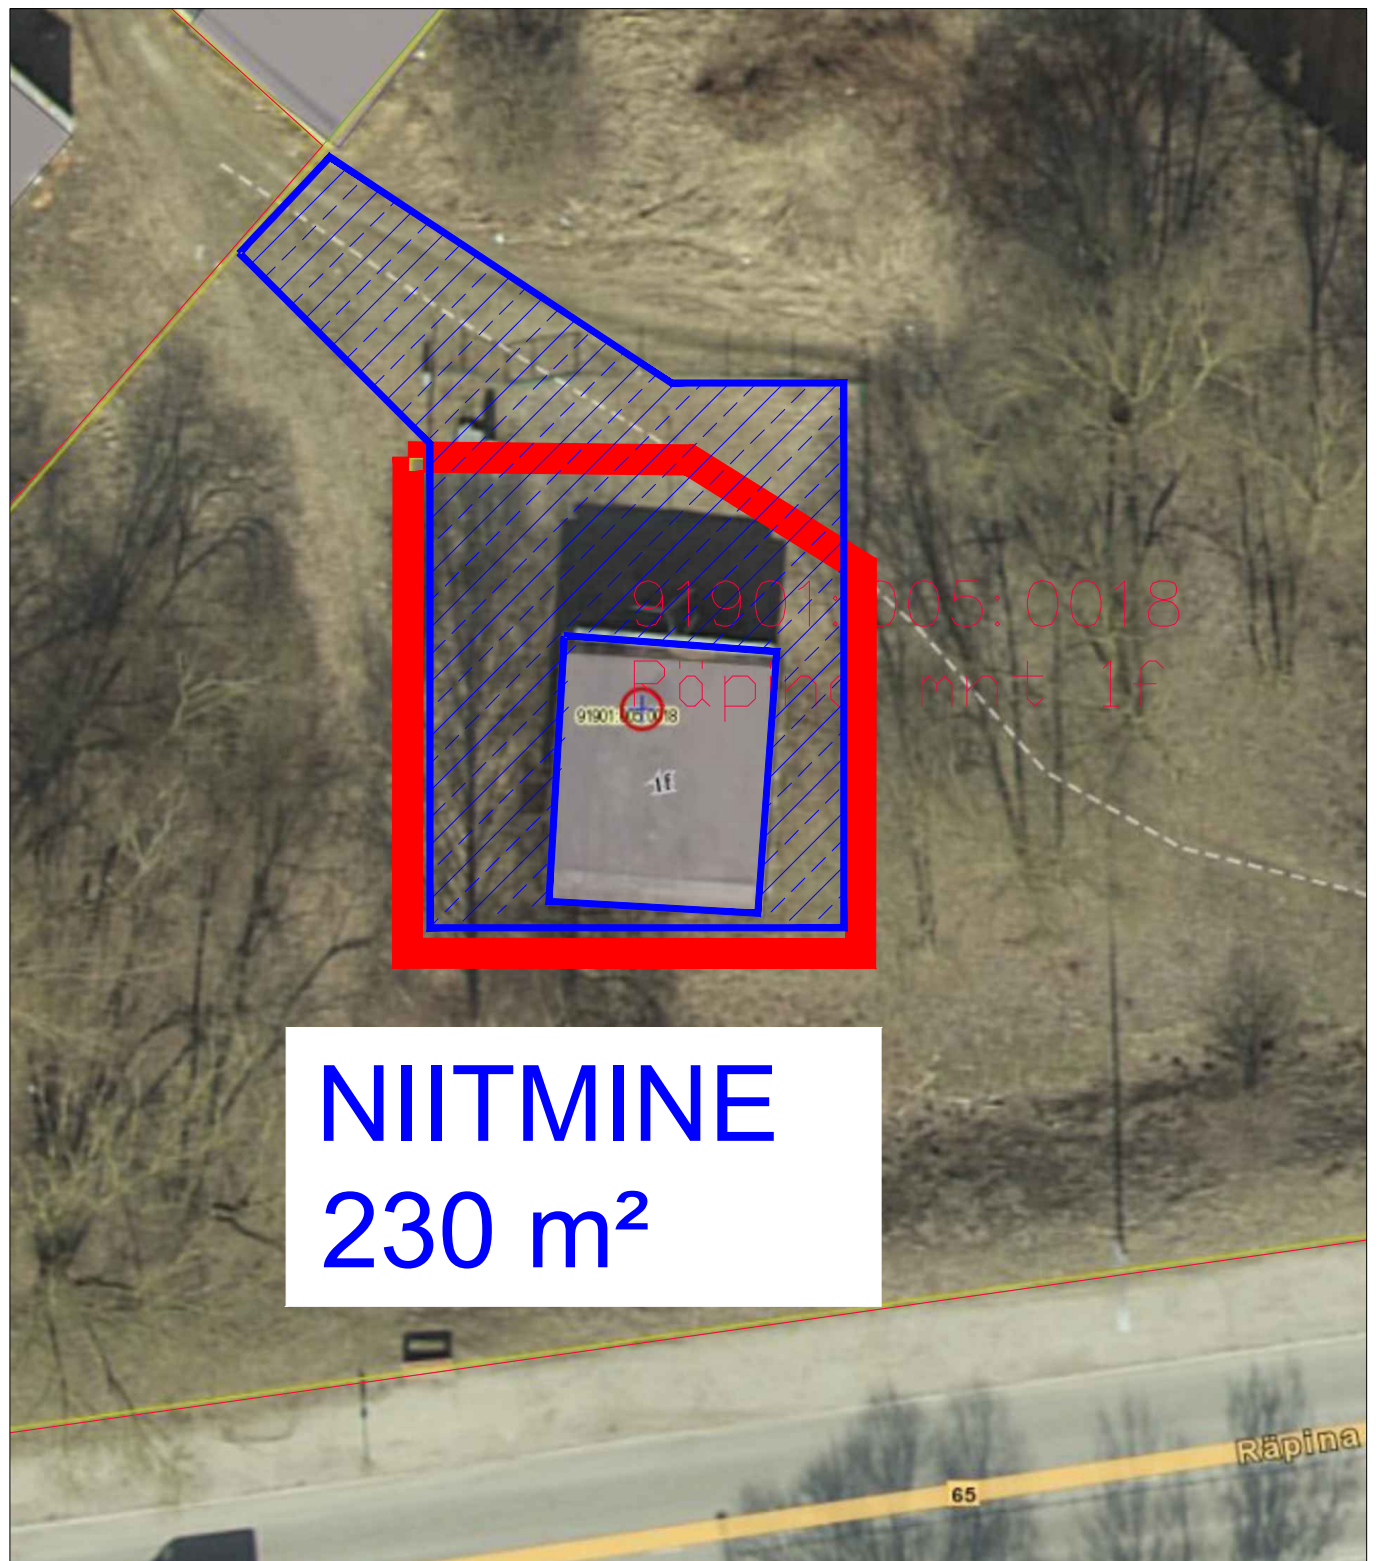 91901:005:0018
Räpina mnt 1f
91901:005:0018
1f
NIITMINE
230 m²
Räpina
65